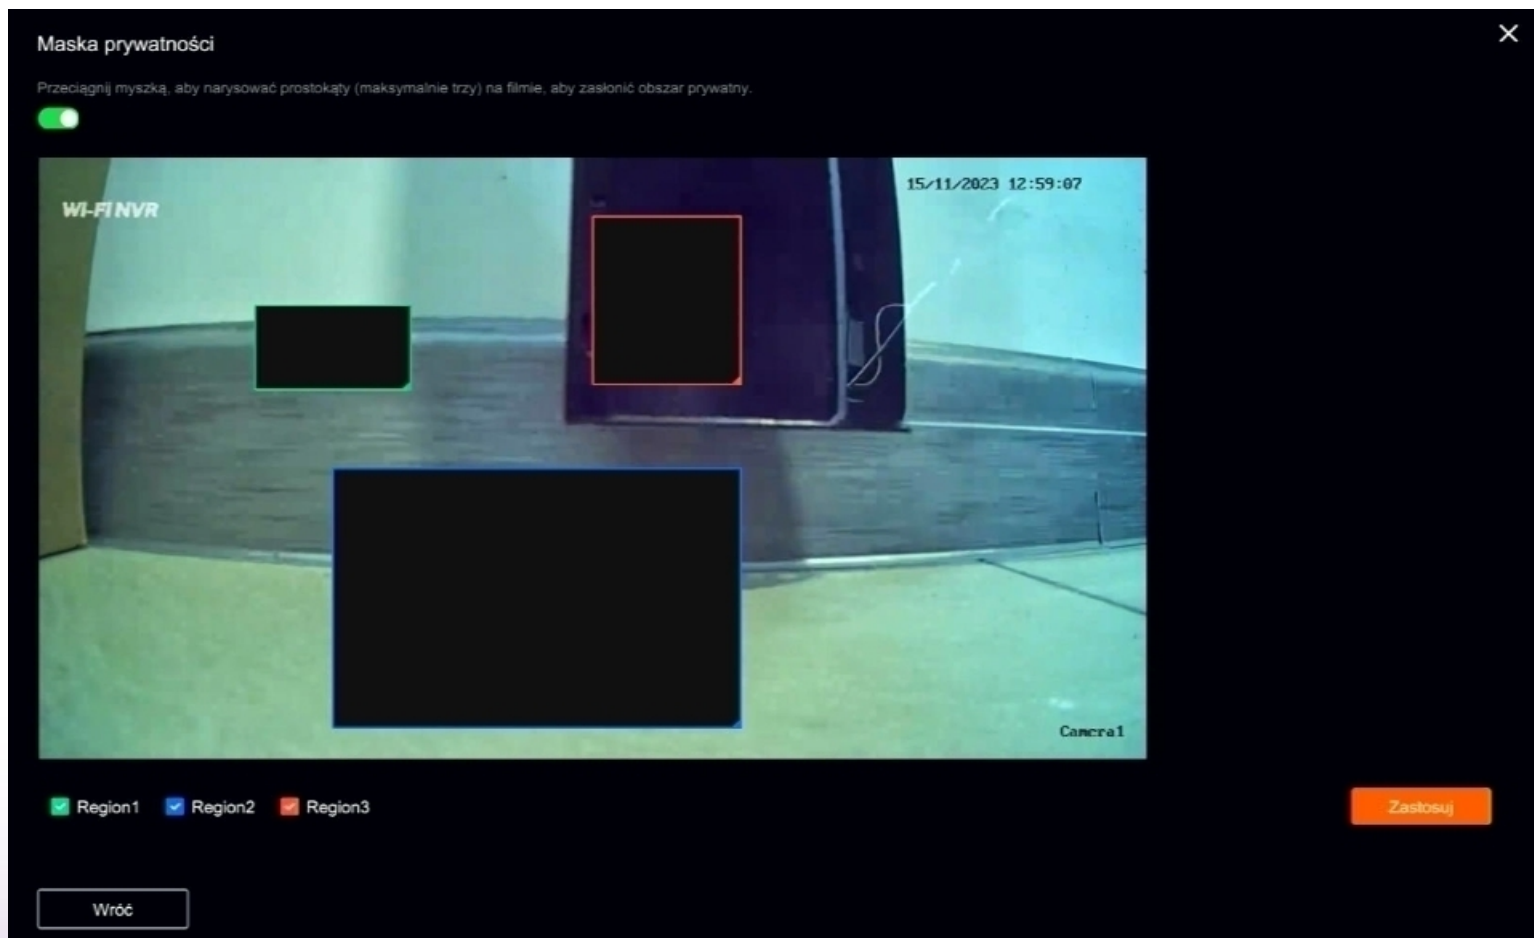 Maska prywatności
Przeciągnij myszką, aby narysować prostokąty (maksymalnie trzy) na filmie, aby zasłonić obszar prywatny.
15/11/2023 12:59:07
WI-FI NVR
Camera1
Region1 Region2 Region3
Zastosuj
Wróć